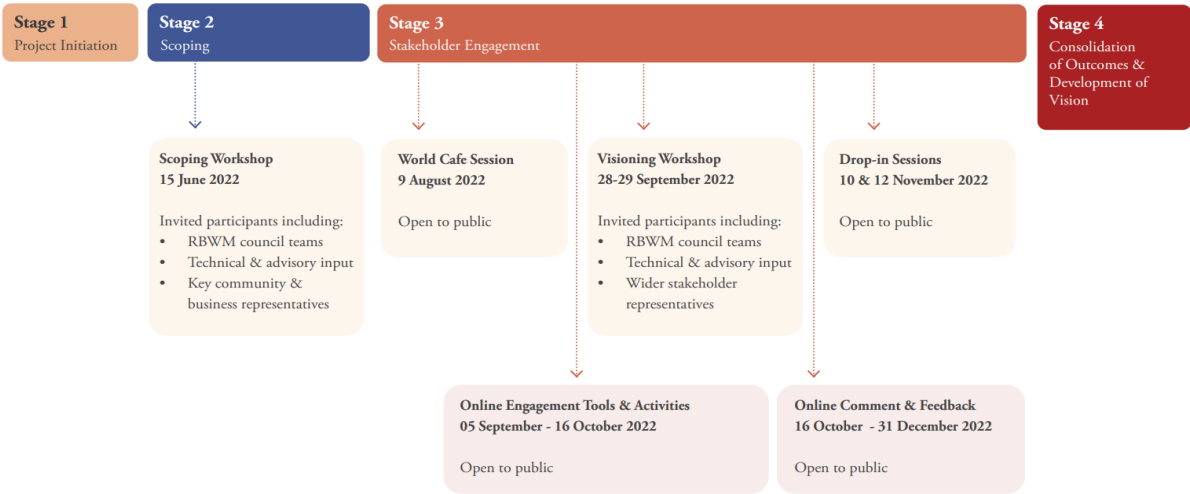 Stage 1
Project Initiation
Stage 2
Scoping
Stage 3
Stakeholder Engagement
Stage 4
Consolidation
of Outcomes &
Development of
Vision
Scoping Workshop
15 June 2022
Invited participants including:
• RBWM council teams
• Technical & advisory input
• Key community &
business representatives
World Cafe Session
9 August 2022
Open to public
Visioning Workshop
28-29 September 2022
Invited participants including:
• RBWM council teams
• Technical & advisory input
• Wider stakeholder
representatives
Drop-in Sessions
10 & 12 November 2022
Open to public
Online Engagement Tools & Activities
05 September - 16 October 2022
Open to public
Online Comment & Feedback
16 October - 31 December 2022
Open to public